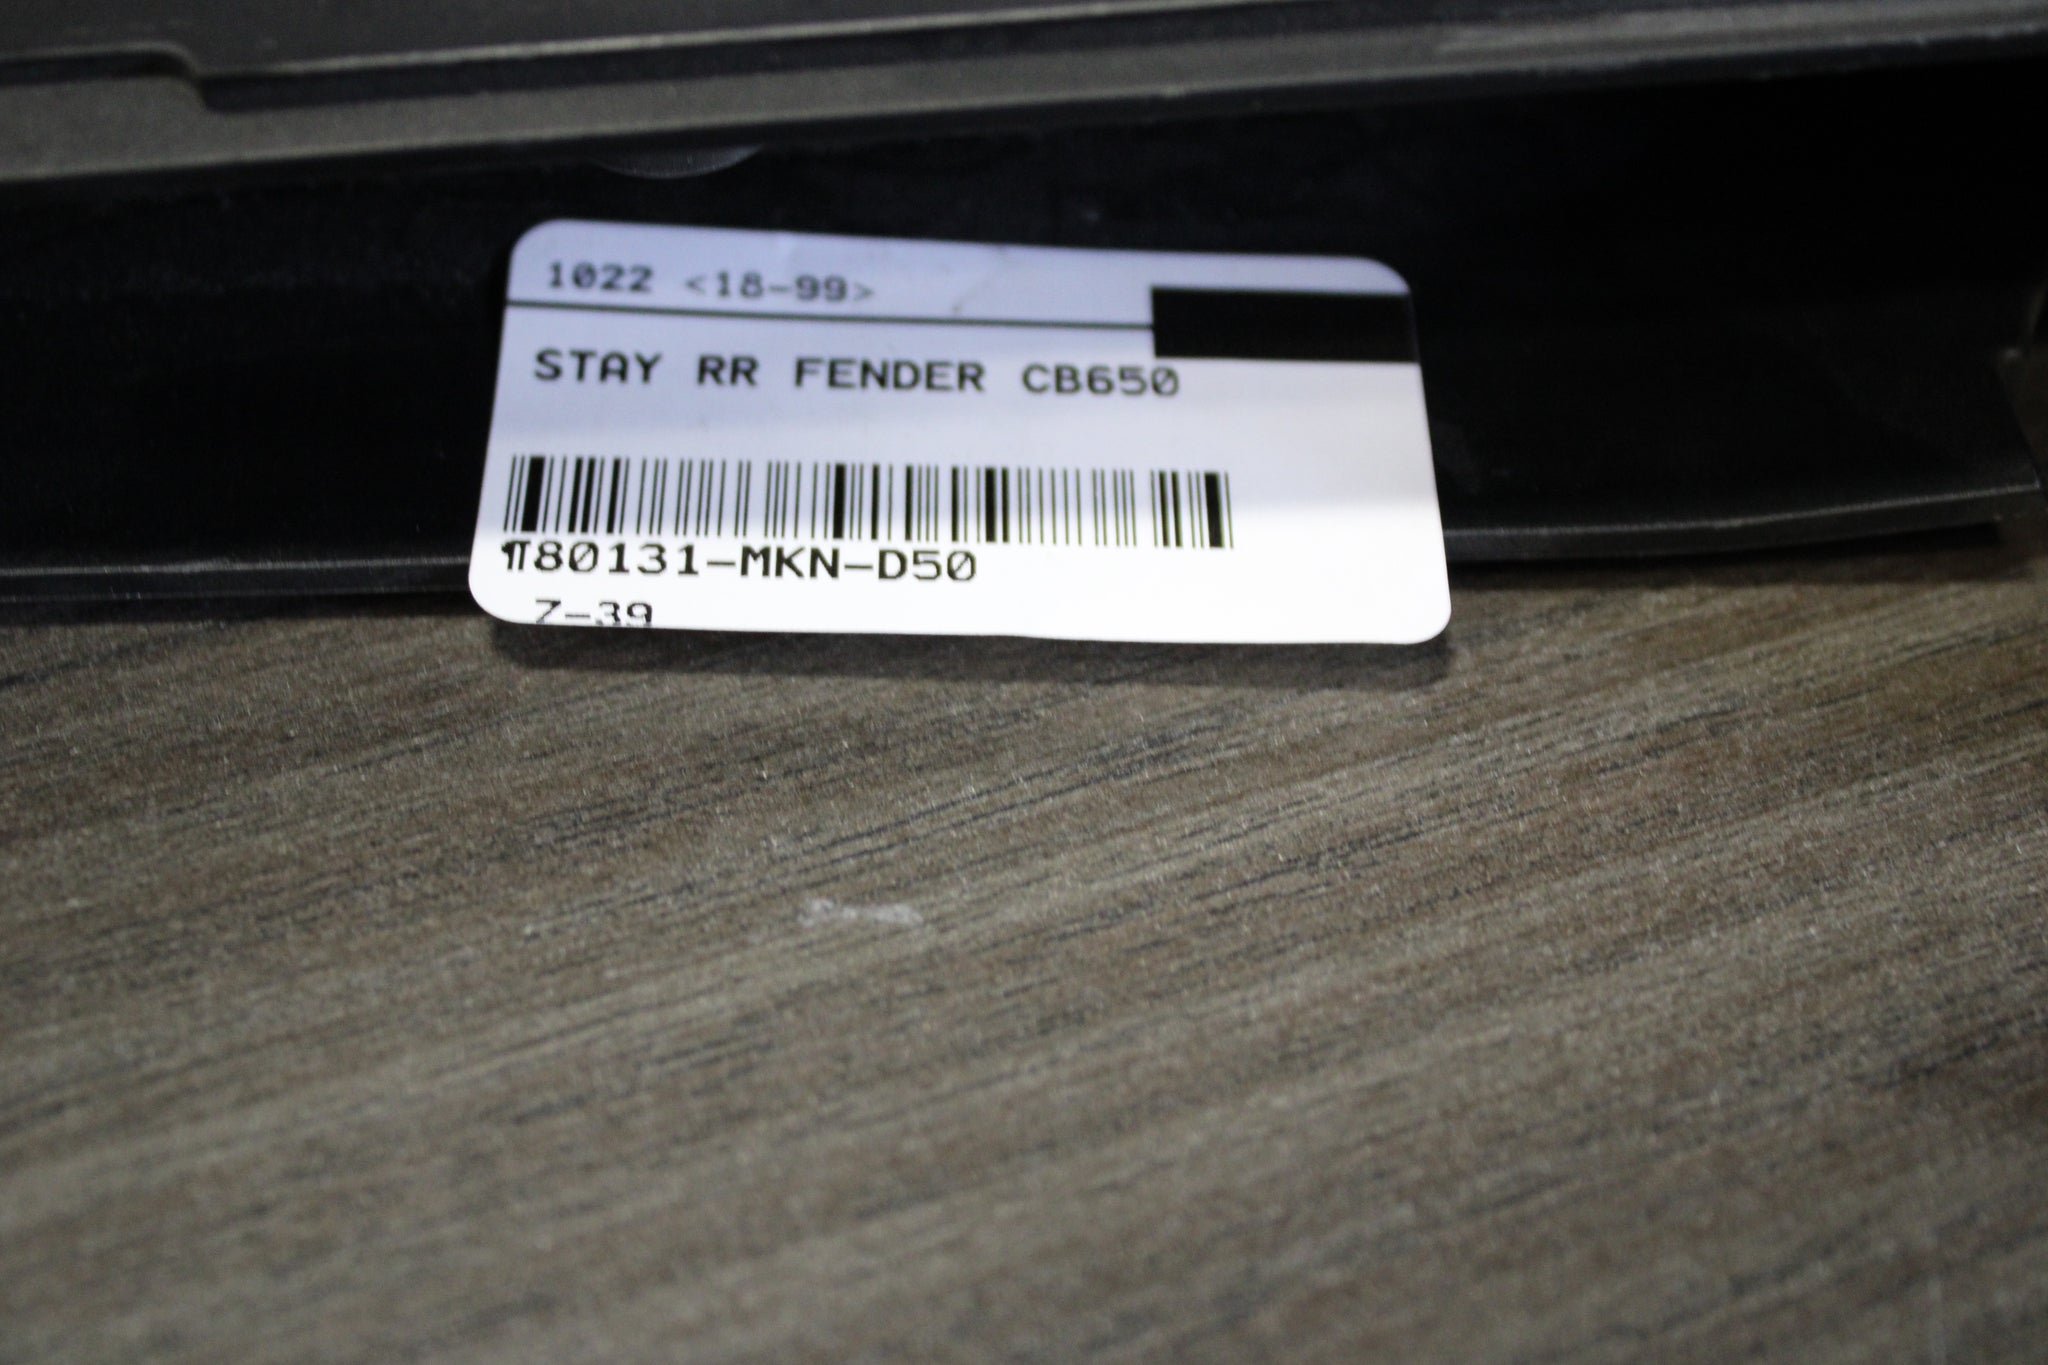 1022 <18-99>
STAY RR FENDER CB650
¶80131-MKN-D50
Z-39